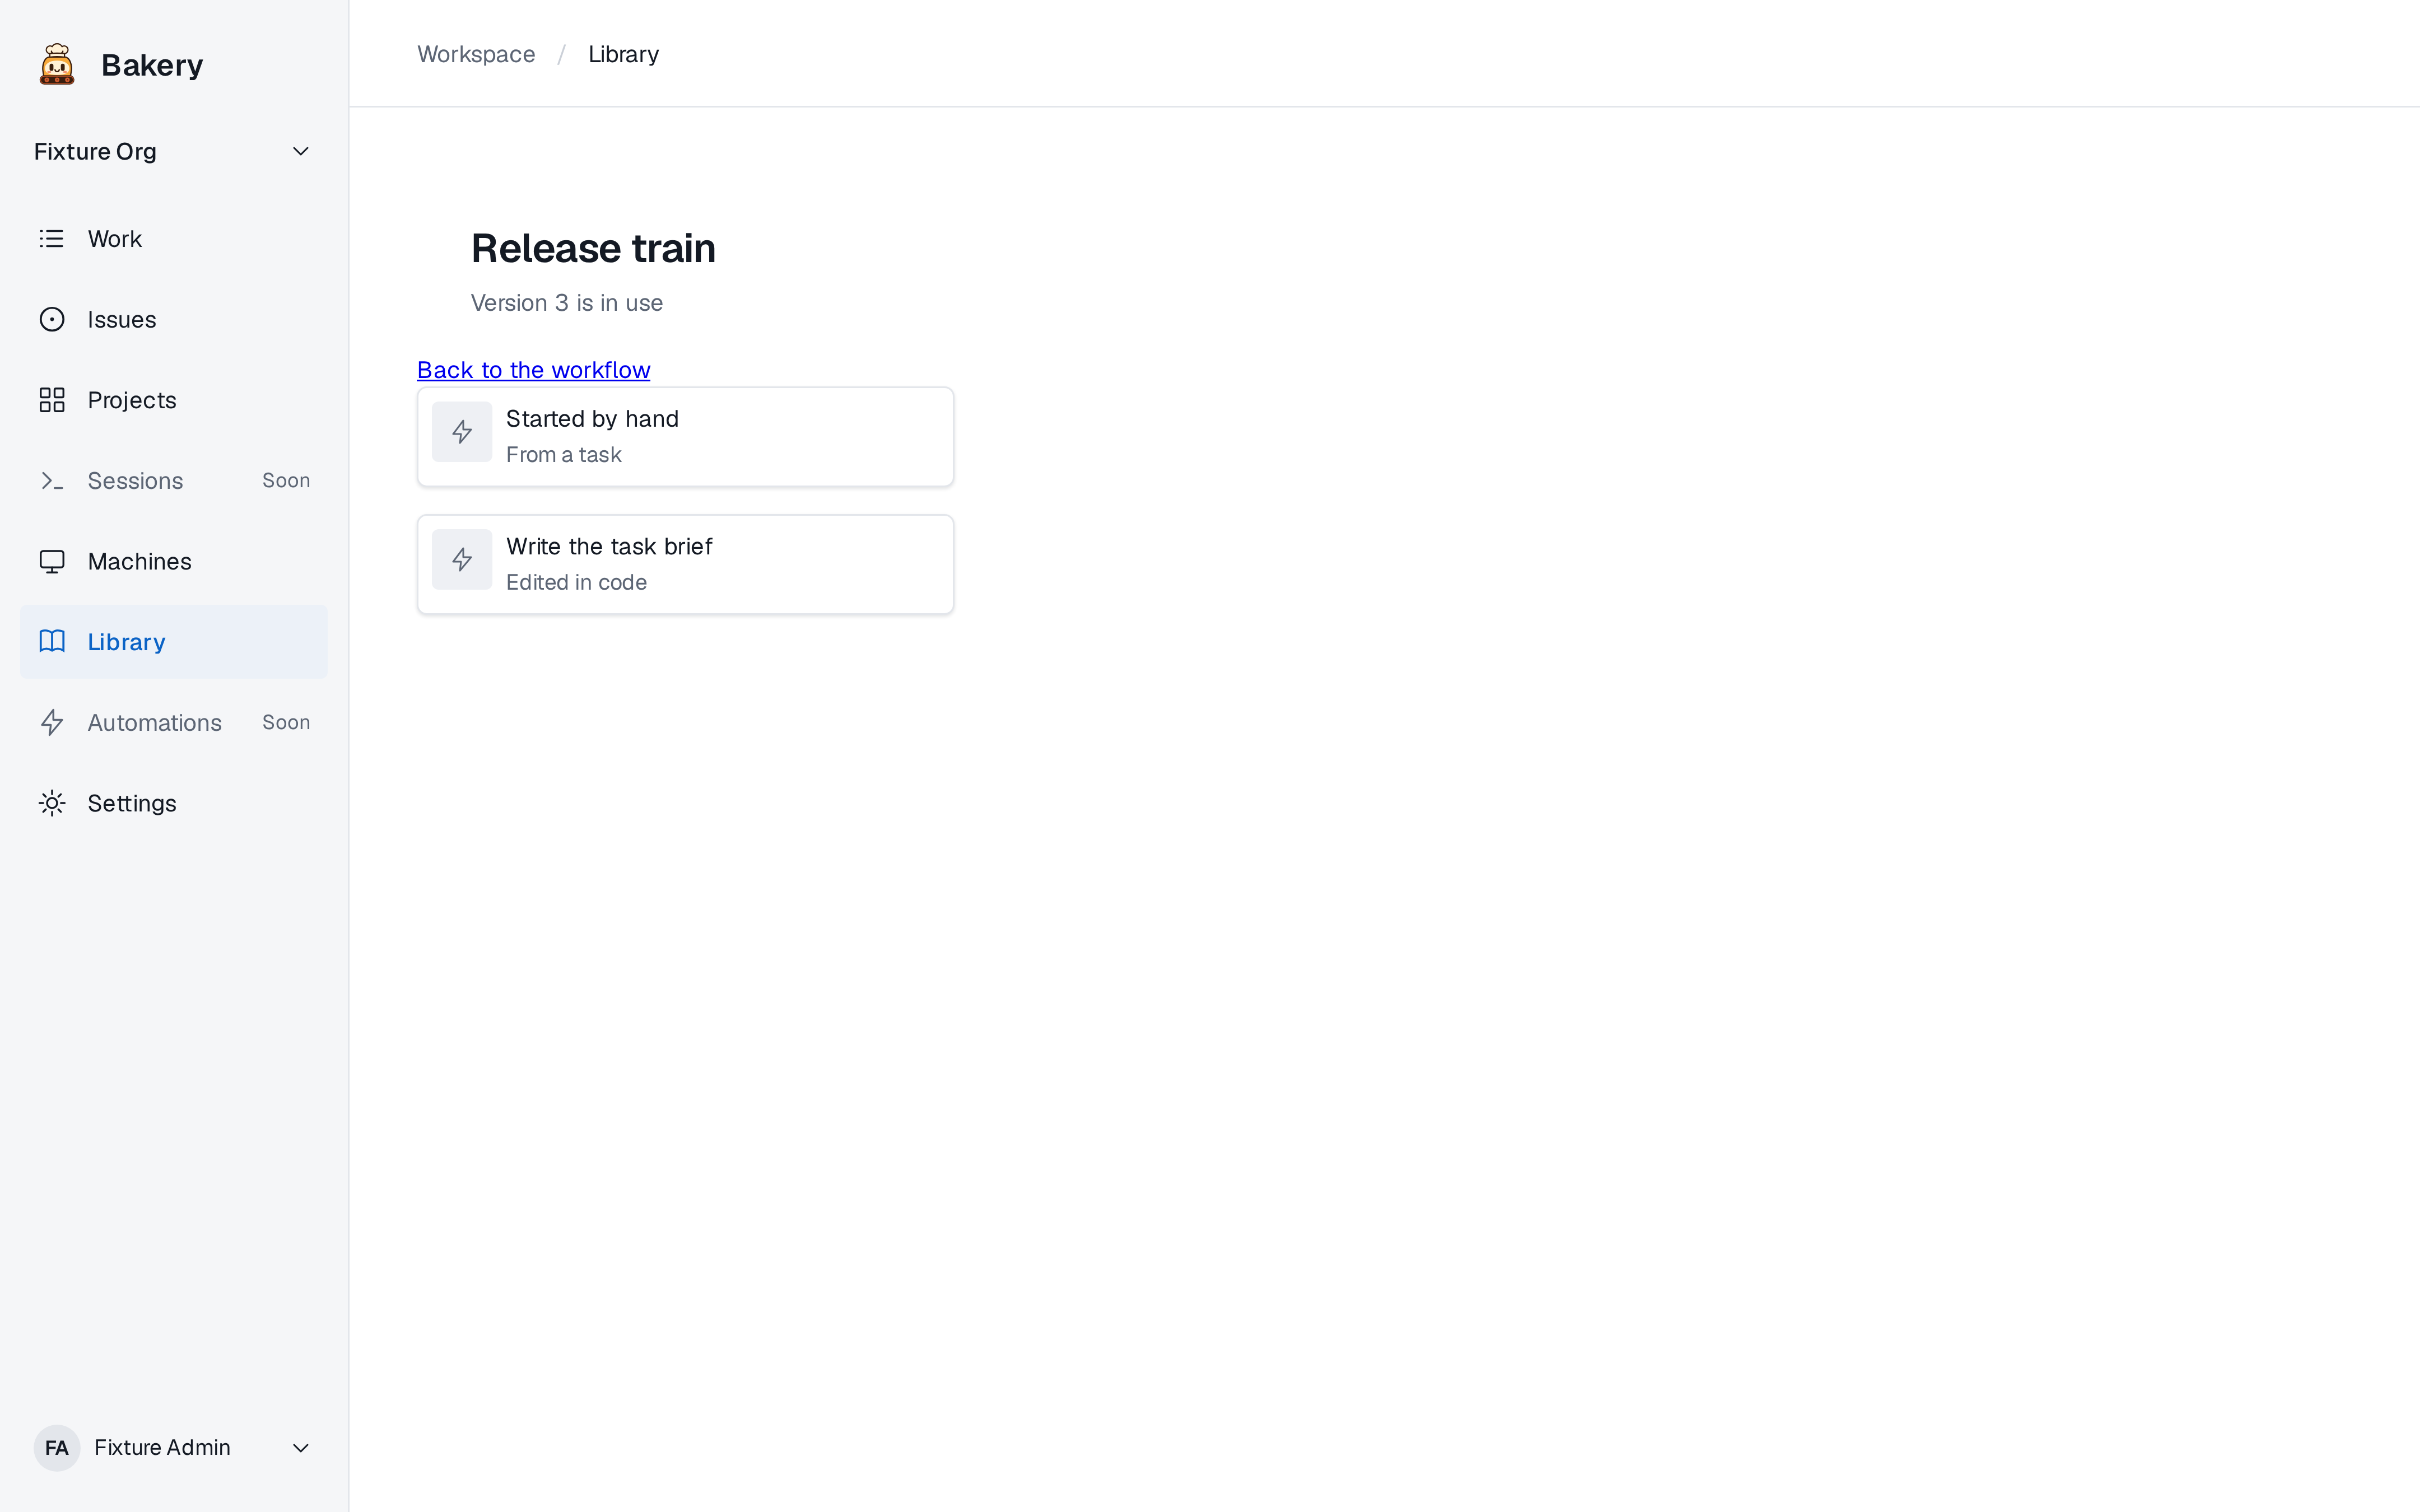 Bakery
Fixture Org
Work
Issues
Projects
Sessions Soon
Machines
Library
Automations Soon
Settings
FA Fixture Admin
Workspace / Library
Release train
Version 3 is in use
Back to the workflow
Started by hand
From a task
Write the task brief
Edited in code